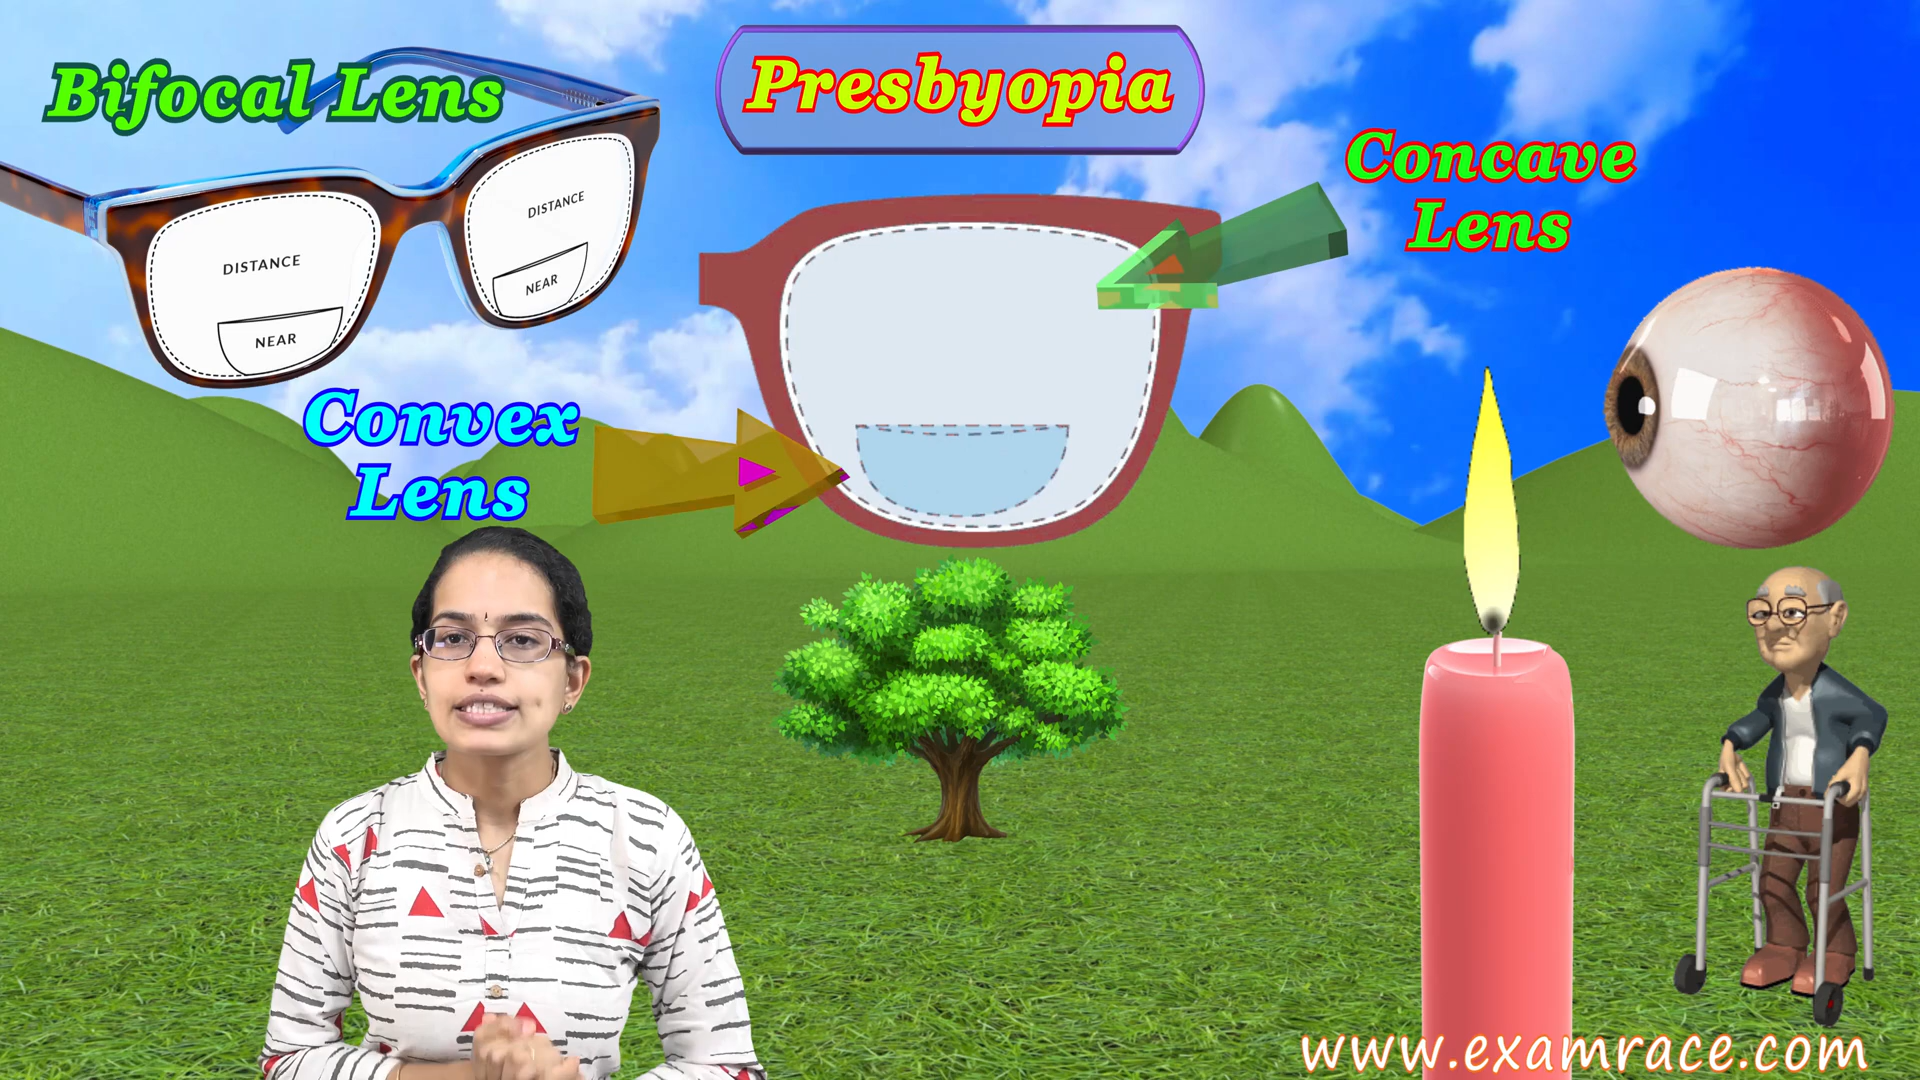 Bifocal Lens
Presbyopia
Concave
Lens
DISTANCE
NEAR
DISTANCE
NEAR
Convex
Lens
www.examrace.com